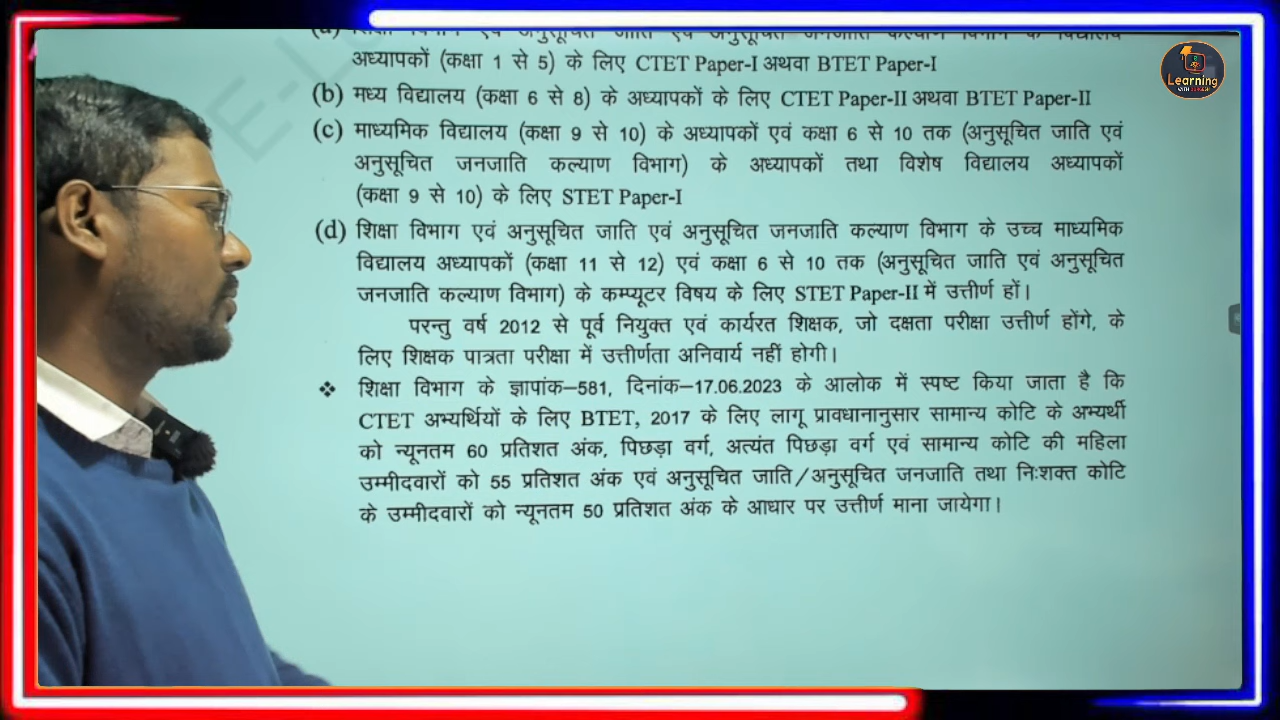 (a) शिक्षा विभाग एवं अनुसूचित जाति एवं अनुसूचित जनजाति कल्याण विभाग के विद्यालय
अध्यापकों (कक्षा 1 से 5) के लिए CTET Paper-I अथवा BTET Paper-I
(b) मध्य विद्यालय (कक्षा 6 से 8) के अध्यापकों के लिए CTET Paper-II अथवा BTET Paper-II
(c) माध्यमिक विद्यालय (कक्षा 9 से 10) के अध्यापकों एवं कक्षा 6 से 10 तक (अनुसूचित जाति एवं
अनुसूचित जनजाति कल्याण विभाग) के अध्यापकों तथा विशेष विद्यालय अध्यापकों
(कक्षा 9 से 10) के लिए STET Paper-I
(d) शिक्षा विभाग एवं अनुसूचित जाति एवं अनुसूचित जनजाति कल्याण विभाग के उच्च माध्यमिक
विद्यालय अध्यापकों (कक्षा 11 से 12) एवं कक्षा 6 से 10 तक (अनुसूचित जाति एवं अनुसूचित
जनजाति कल्याण विभाग) के कम्प्यूटर विषय के लिए STET Paper-II में उत्तीर्ण हों।
परन्तु वर्ष 2012 से पूर्व नियुक्त एवं कार्यरत शिक्षक, जो दक्षता परीक्षा उत्तीर्ण होंगे, के
लिए शिक्षक पात्रता परीक्षा में उत्तीर्णता अनिवार्य नहीं होगी।
❖ शिक्षा विभाग के ज्ञापांक–581, दिनांक–17.06.2023 के आलोक में स्पष्ट किया जाता है कि
CTET अभ्यर्थियों के लिए BTET, 2017 के लिए लागू प्रावधानानुसार सामान्य कोटि के अभ्यर्थी
को न्यूनतम 60 प्रतिशत अंक, पिछड़ा वर्ग, अत्यंत पिछड़ा वर्ग एवं सामान्य कोटि की महिला
उम्मीदवारों को 55 प्रतिशत अंक एवं अनुसूचित जाति/अनुसूचित जनजाति तथा निःशक्त कोटि
के उम्मीदवारों को न्यूनतम 50 प्रतिशत अंक के आधार पर उत्तीर्ण माना जायेगा।
Learning